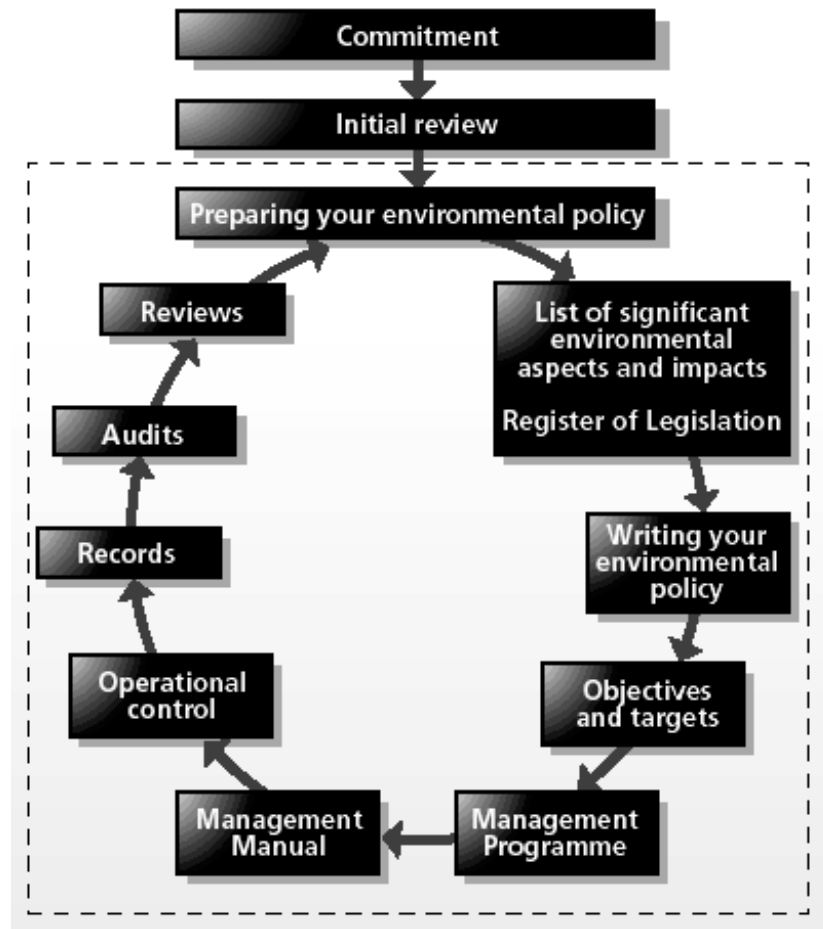 Commitment
Initial review
Preparing your environmental policy
List of significant
environmental
aspects and impacts
Register of Legislation
Writing your
environmental
policy
Objectives
and targets
Management
Programme
Management
Manual
Operational
control
Records
Audits
Reviews